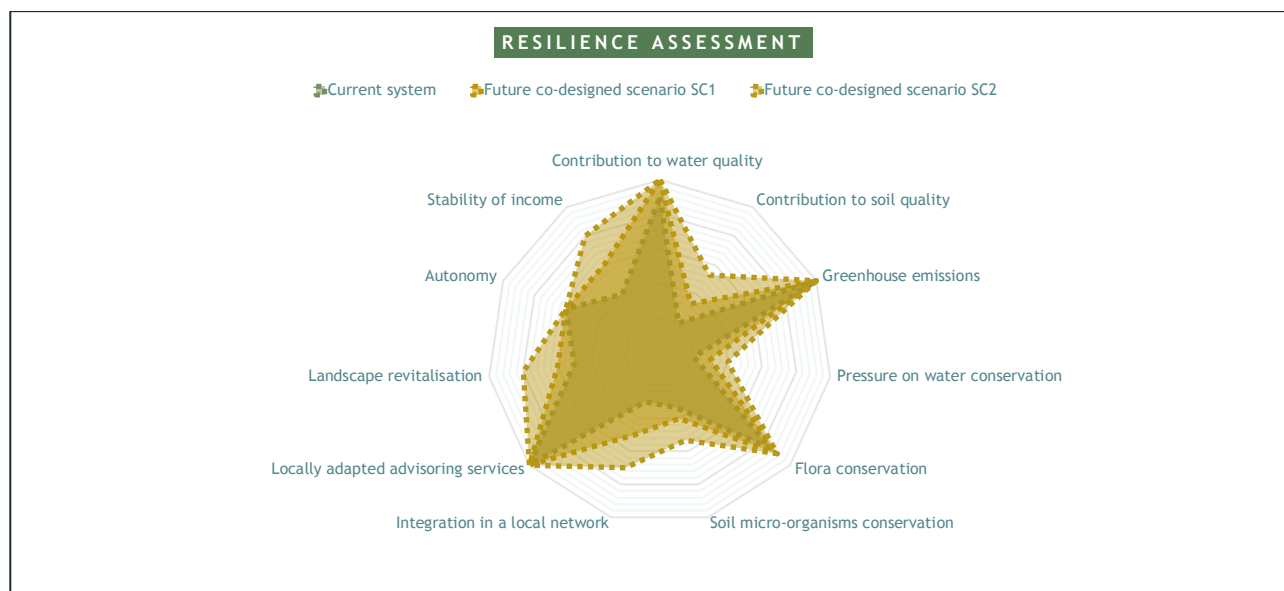 RESILIENCE ASSESSMENT
Current system
Future co-designed scenario SC1
Future co-designed scenario SC2
Contribution to water quality
Stability of income
Contribution to soil quality
Autonomy
Greenhouse emissions
Landscape revitalisation
Pressure on water conservation
Locally adapted advisoring services
Flora conservation
Integration in a local network
Soil micro-organisms conservation